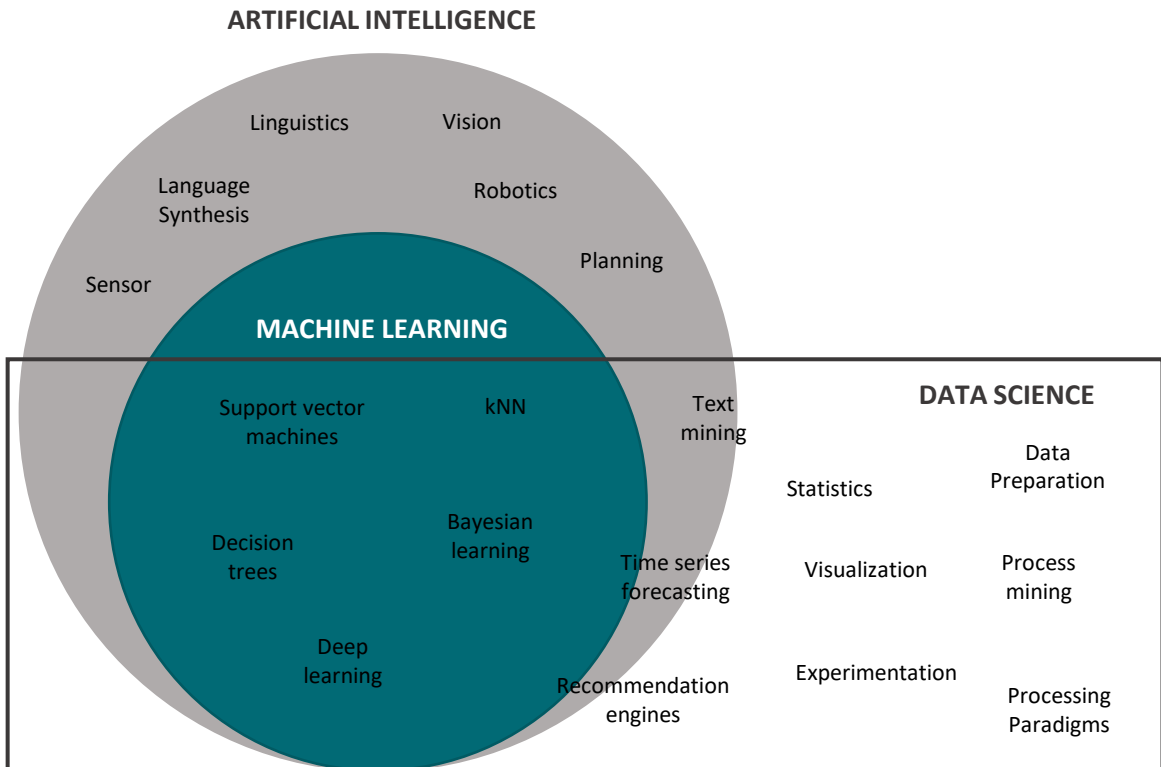 ARTIFICIAL INTELLIGENCE
Linguistics
Vision
Language
Synthesis
Robotics
Planning
Sensor
MACHINE LEARNING
DATA SCIENCE
Support vector
machines
kNN
Text
mining
Data
Preparation
Statistics
Decision
trees
Bayesian
learning
Time series
forecasting
Visualization
Process
mining
Deep
learning
Recommendation
engines
Experimentation
Processing
Paradigms